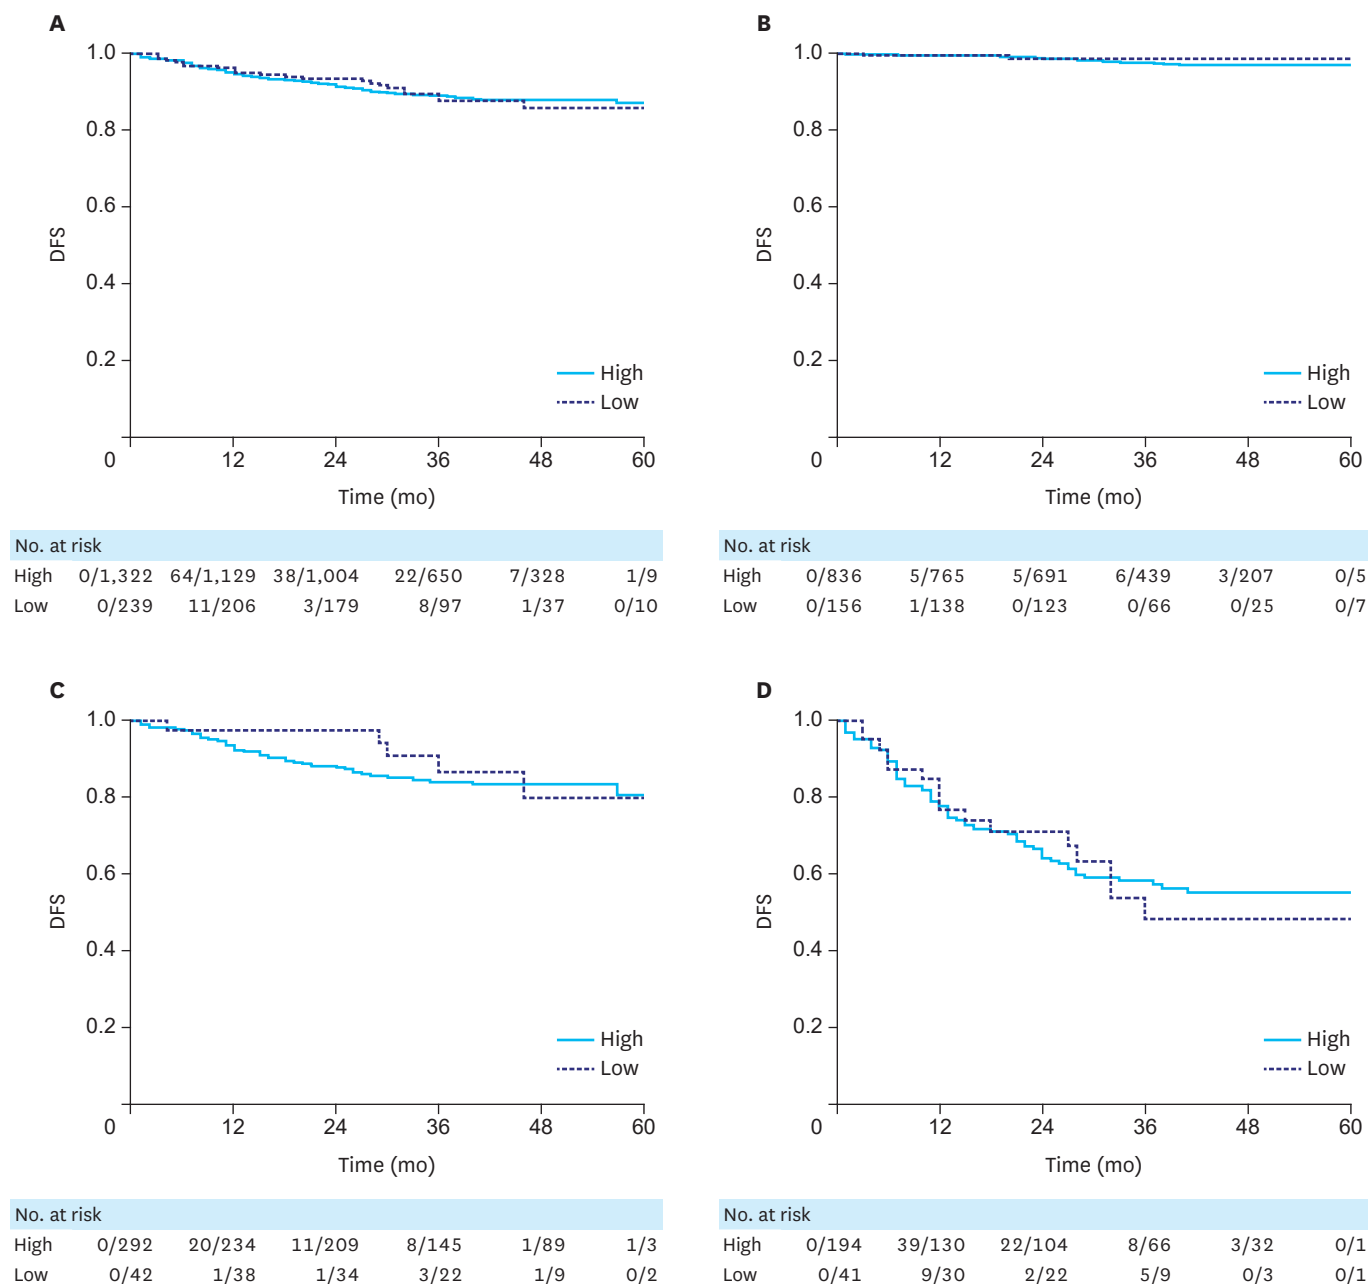 A
1.0
0.8
0.6
0.4
0.2
DFS
High
Low
0 12 24 36 48 60
Time (mo)
No. at risk
High 0/1,322 64/1,129 38/1,004 22/650 7/328 1/9
Low 0/239 11/206 3/179 8/97 1/37 0/10
B
1.0
0.8
0.6
0.4
0.2
DFS
High
Low
0 12 24 36 48 60
Time (mo)
No. at risk
High 0/836 5/765 5/691 6/439 3/207 0/5
Low 0/156 1/138 0/123 0/66 0/25 0/7
C
1.0
0.8
0.6
0.4
0.2
DFS
High
Low
0 12 24 36 48 60
Time (mo)
No. at risk
High 0/292 20/234 11/209 8/145 1/89 1/3
Low 0/42 1/38 1/34 3/22 1/9 0/2
D
1.0
0.8
0.6
0.4
0.2
DFS
High
Low
0 12 24 36 48 60
Time (mo)
No. at risk
High 0/194 39/130 22/104 8/66 3/32 0/1
Low 0/41 9/30 2/22 5/9 0/3 0/1